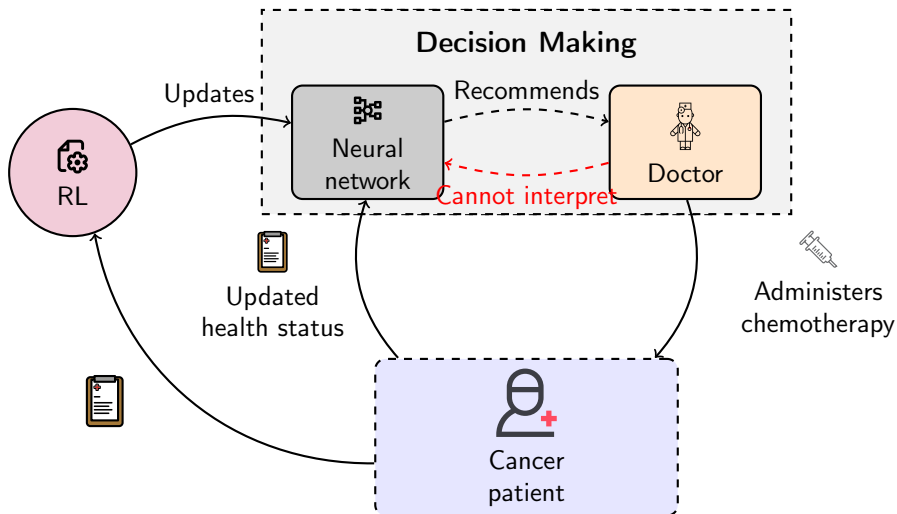 Decision Making
Updates
Recommends
Neural
network
Doctor
RL
Cannot interpret
Updated
health status
Administers
chemotherapy
Cancer
patient